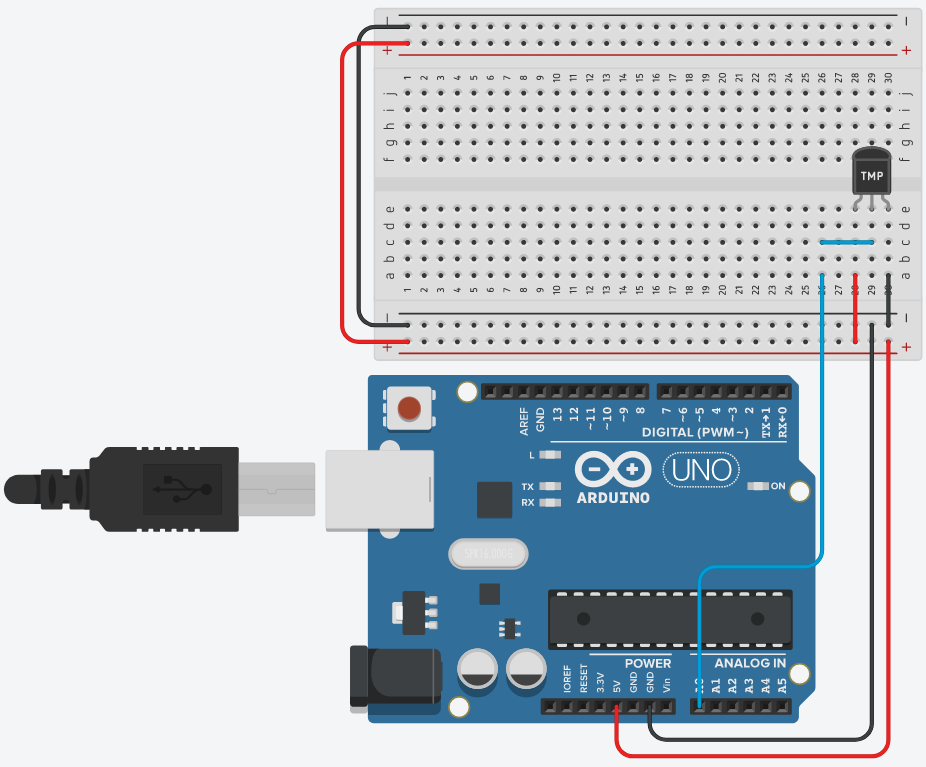 − −
+ +
1 2 3 4 5 6 7 8 9 10 11 12 13 14 15 16 17 18 19 20 21 22 23 24 25 26 27 28 29 30
j j
i i
h h
g g
f f
TMP
e e
d d
c c
b b
a a
1 2 3 4 5 6 7 8 9 10 11 12 13 14 15 16 17 18 19 20 21 22 23 24 25 26 27 28 29 30
− −
+ +
AREF GND 13 12 ~11 ~10 ~9 8 7 ~6 ~5 4 ~3 2 TX→1 RX←0
DIGITAL (PWM~)
L
TX
RX
ARDUINO
UNO
ON
POWER ANALOG IN
IOREF RESET 3.3V 5V GND GND Vin A0 A1 A2 A3 A4 A5